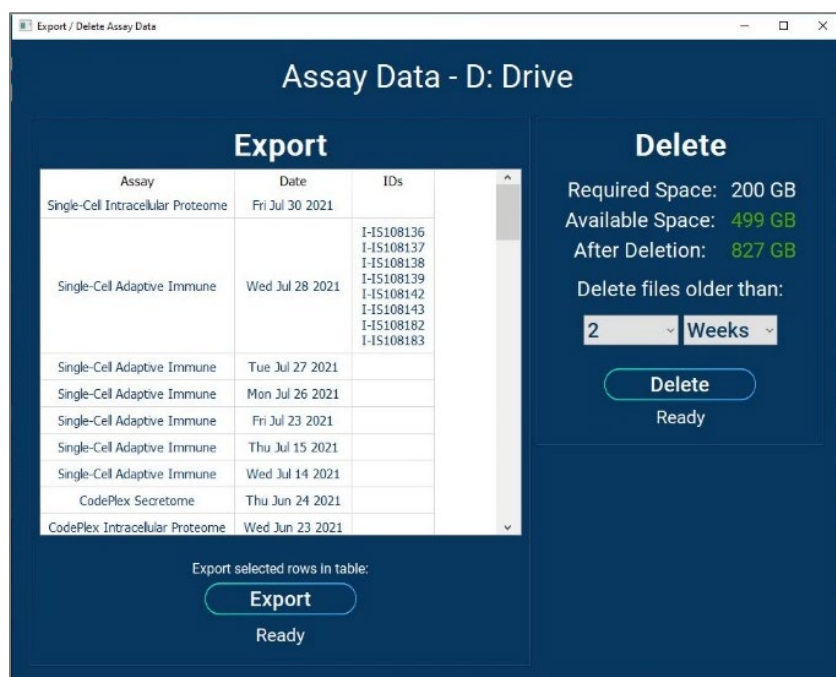 Export / Delete Assay Data
Assay Data - D: Drive
Export
Assay Date IDs
Single-Cell Intracellular Proteome Fri Jul 30 2021
Single-Cell Adaptive Immune Wed Jul 28 2021
I-IS108136
I-IS108137
I-IS108138
I-IS108139
I-IS108142
I-IS108143
I-IS108182
I-IS108183
Single-Cell Adaptive Immune Tue Jul 27 2021
Single-Cell Adaptive Immune Mon Jul 26 2021
Single-Cell Adaptive Immune Fri Jul 23 2021
Single-Cell Adaptive Immune Thu Jul 15 2021
Single-Cell Adaptive Immune Wed Jul 14 2021
CodePlex Secretome Thu Jun 24 2021
CodePlex Intracellular Proteome Wed Jun 23 2021
Export selected rows in table:
Export
Ready
Delete
Required Space: 200 GB
Available Space: 499 GB
After Deletion: 827 GB
Delete files older than:
2 Weeks
Delete
Ready